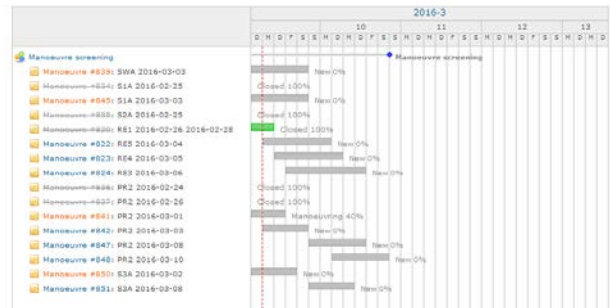 2016-3
10 11 12 13
D M D F S S M D M D F S S M D M D F S S M D M D F S S M D M
Manoeuvre screening
Manoeuvre screening
Manoeuvre #839: SWA 2016-03-03 New 0%
Manoeuvre #834: S1A 2016-02-25 Closed 100%
Manoeuvre #845: S1A 2016-03-03 New 0%
Manoeuvre #835: S2A 2016-02-25 Closed 100%
Manoeuvre #820: RE1 2016-02-26 2016-02-28 Closed 100%
Manoeuvre #822: RE5 2016-03-04 New 0%
Manoeuvre #823: RE4 2016-03-05 New 0%
Manoeuvre #824: RE3 2016-03-06 New 0%
Manoeuvre #836: PR2 2016-02-24 Closed 100%
Manoeuvre #837: PR2 2016-02-26 Closed 100%
Manoeuvre #841: PR2 2016-03-01 Manoeuvring 40%
Manoeuvre #842: PR2 2016-03-03 New 0%
Manoeuvre #847: PR2 2016-03-08 New 0%
Manoeuvre #848: PR2 2016-03-10 New 0%
Manoeuvre #850: S3A 2016-03-02 New 0%
Manoeuvre #831: S3A 2016-03-08 New 0%